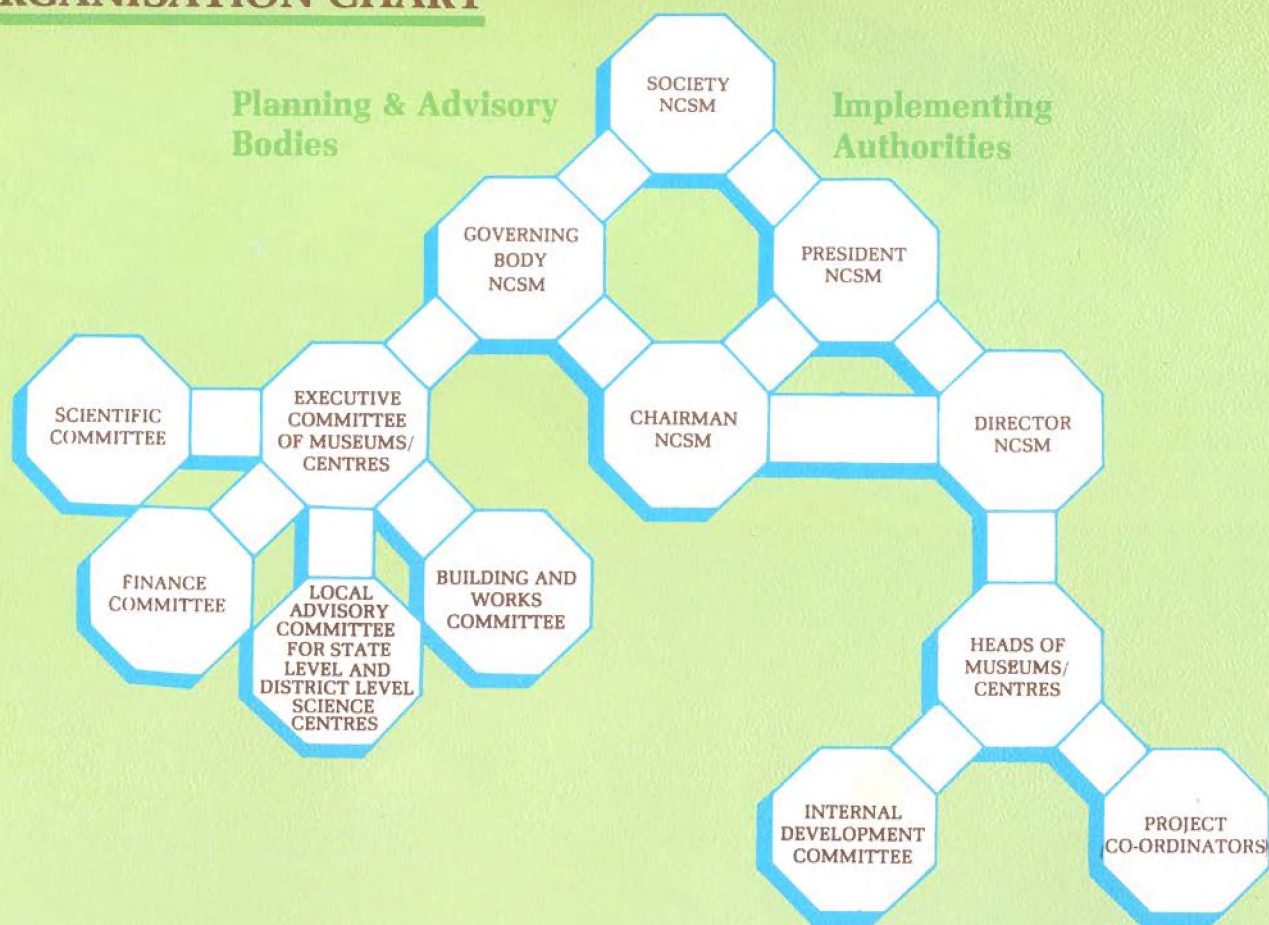 RGANISATION CHART
Planning & Advisory
Bodies
Implementing
Authorities
SOCIETY
NCSM
GOVERNING
BODY
NCSM
PRESIDENT
NCSM
SCIENTIFIC
COMMITTEE
EXECUTIVE
COMMITTEE
OF MUSEUMS/
CENTRES
CHAIRMAN
NCSM
DIRECTOR
NCSM
FINANCE
COMMITTEE
LOCAL
ADVISORY
COMMITTEE
FOR STATE
LEVEL AND
DISTRICT LEVEL
SCIENCE
CENTRES
BUILDING AND
WORKS
COMMITTEE
HEADS OF
MUSEUMS/
CENTRES
INTERNAL
DEVELOPMENT
COMMITTEE
PROJECT
(CO-ORDINATORS)